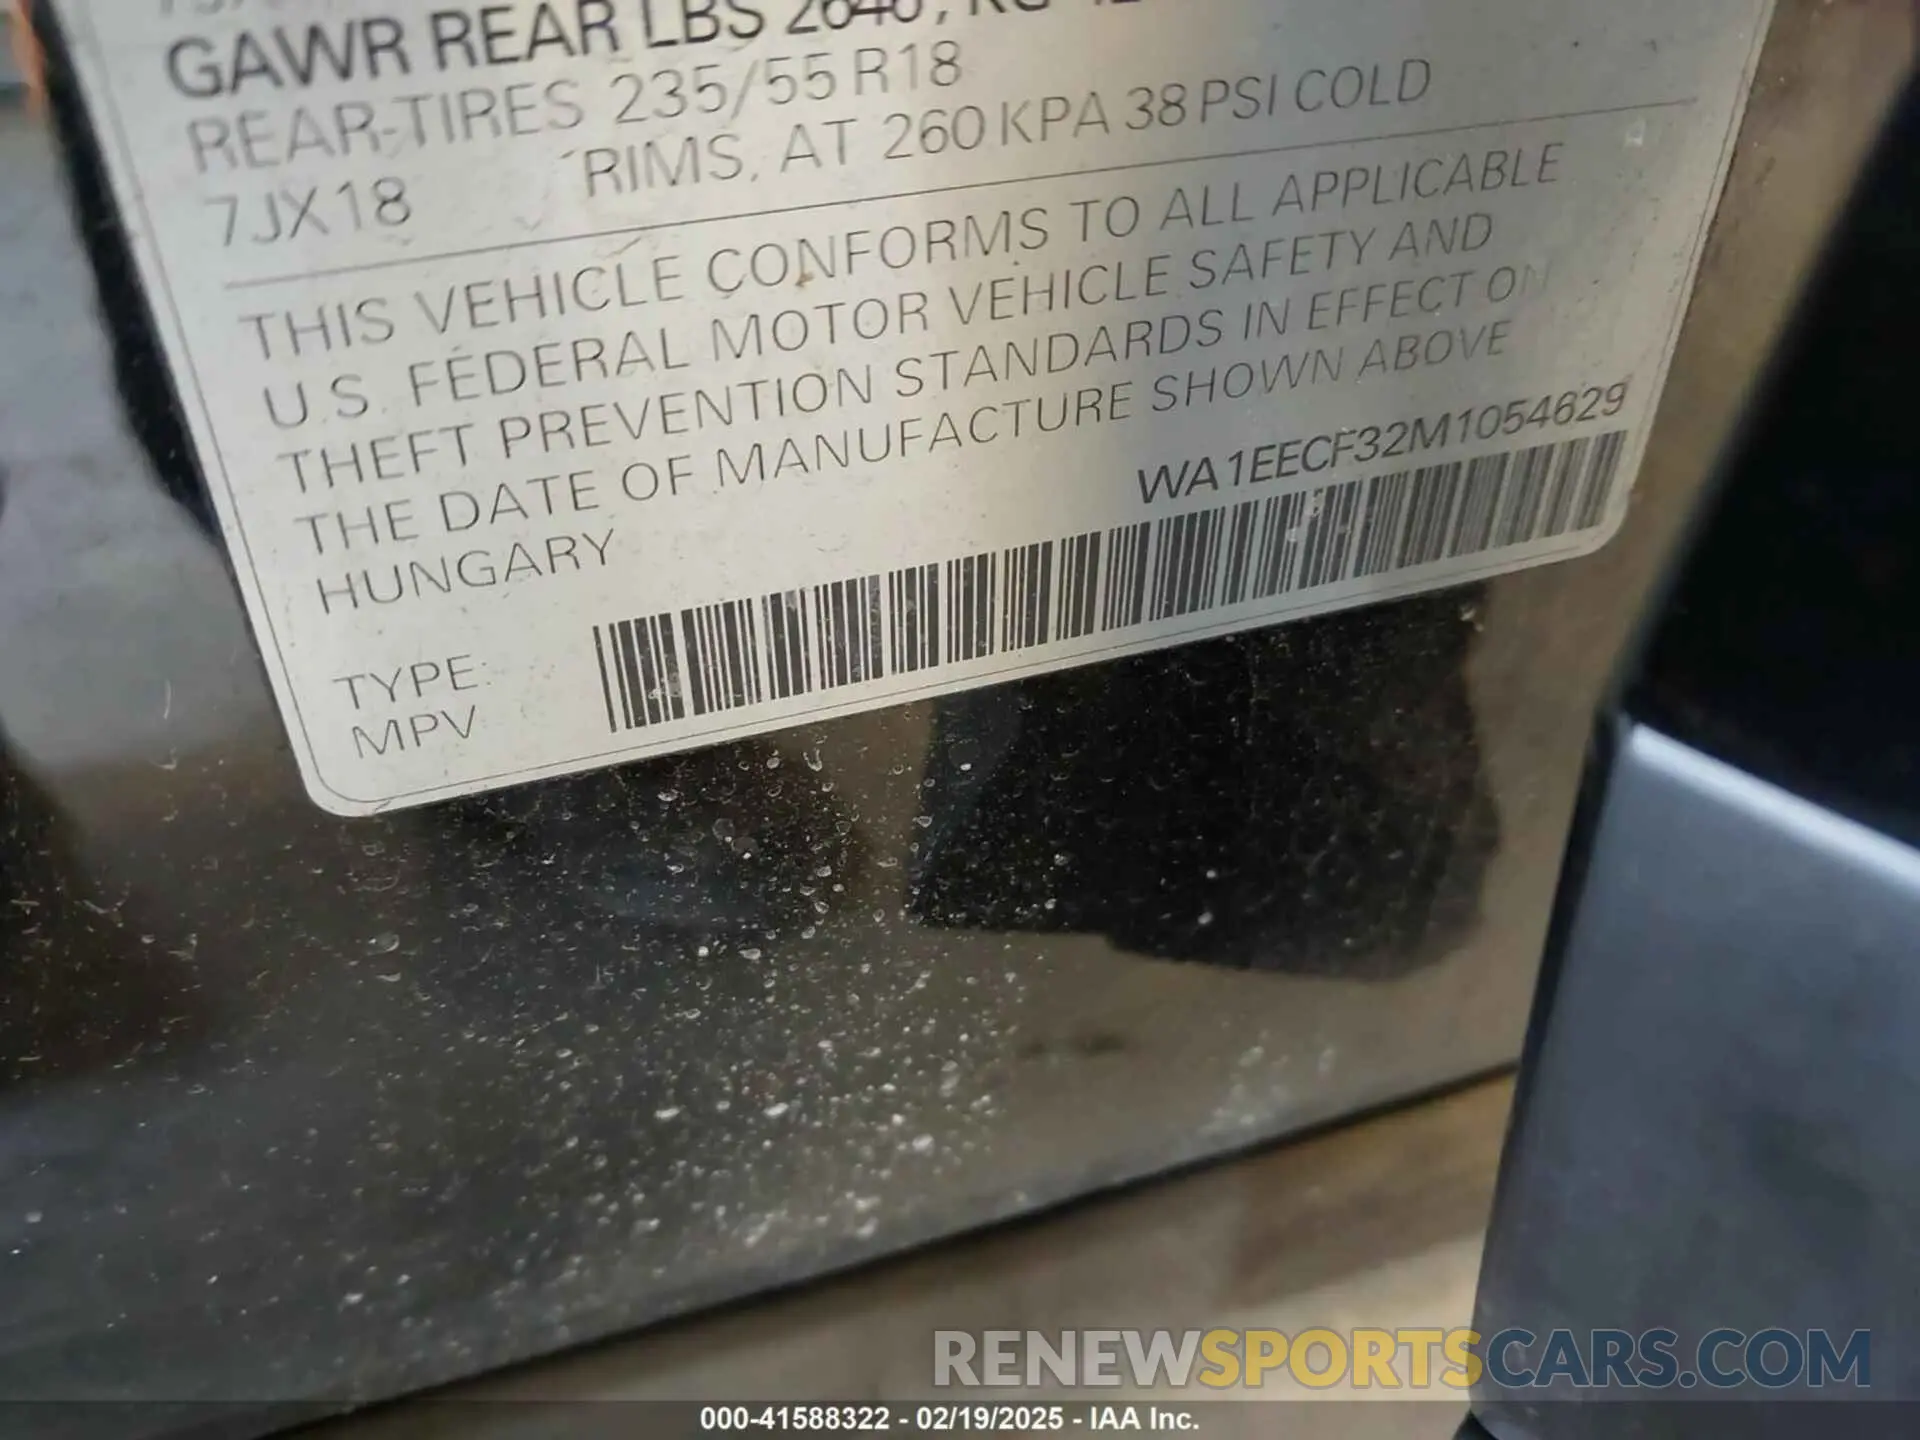 GAWR REAR LBS 2640, KG
REAR-TIRES 235/55 R18
7JX18 RIMS, AT 260 KPA 38 PSI COLD
THIS VEHICLE CONFORMS TO ALL APPLICABLE
U.S. FEDERAL MOTOR VEHICLE SAFETY AND
THEFT PREVENTION STANDARDS IN EFFECT ON
THE DATE OF MANUFACTURE SHOWN ABOVE
HUNGARY
WA1EECF32M1054629
TYPE:
MPV
RENEWSPORTSCARS.COM
000-41588322 - 02/19/2025 - IAA Inc.